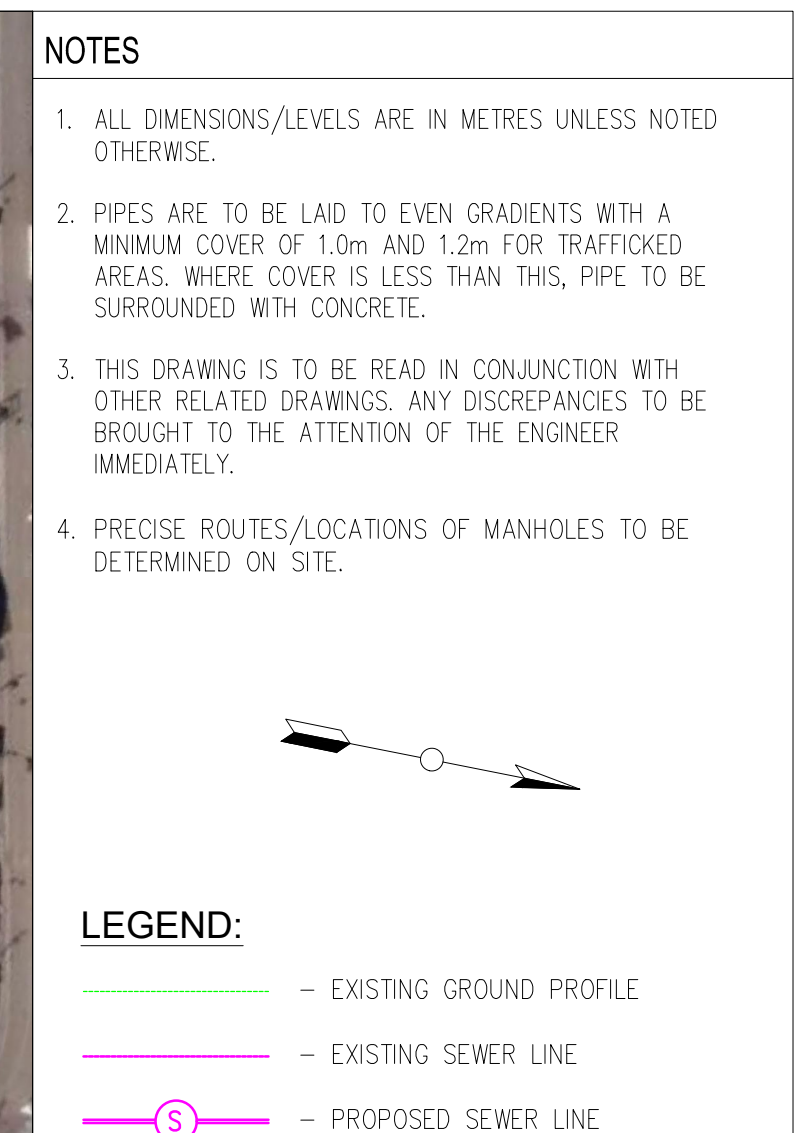 NOTES
1. ALL DIMENSIONS/LEVELS ARE IN METRES UNLESS NOTED
OTHERWISE.
2. PIPES ARE TO BE LAID TO EVEN GRADIENTS WITH A
MINIMUM COVER OF 1.0m AND 1.2m FOR TRAFFICKED
AREAS. WHERE COVER IS LESS THAN THIS, PIPE TO BE
SURROUNDED WITH CONCRETE.
3. THIS DRAWING IS TO BE READ IN CONJUNCTION WITH
OTHER RELATED DRAWINGS. ANY DISCREPANCIES TO BE
BROUGHT TO THE ATTENTION OF THE ENGINEER
IMMEDIATELY.
4. PRECISE ROUTES/LOCATIONS OF MANHOLES TO BE
DETERMINED ON SITE.
LEGEND:
– EXISTING GROUND PROFILE
– EXISTING SEWER LINE
S – PROPOSED SEWER LINE